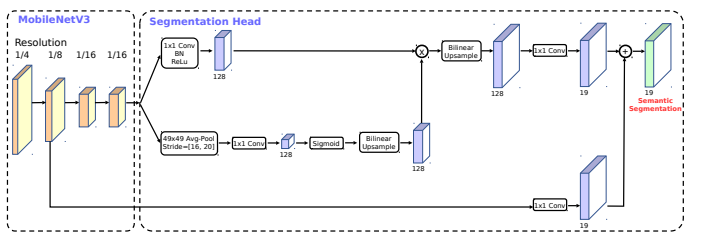 MobileNetV3
Segmentation Head
Resolution
1/4 1/8 1/16 1/16
1x1 Conv
BN
ReLu
128
x
Bilinear
Upsample
128
1x1 Conv
19
+
19
Semantic
Segmentation
49x49 Avg-Pool
Stride=[16, 20]
1x1 Conv
128
Sigmoid
Bilinear
Upsample
128
1x1 Conv
19